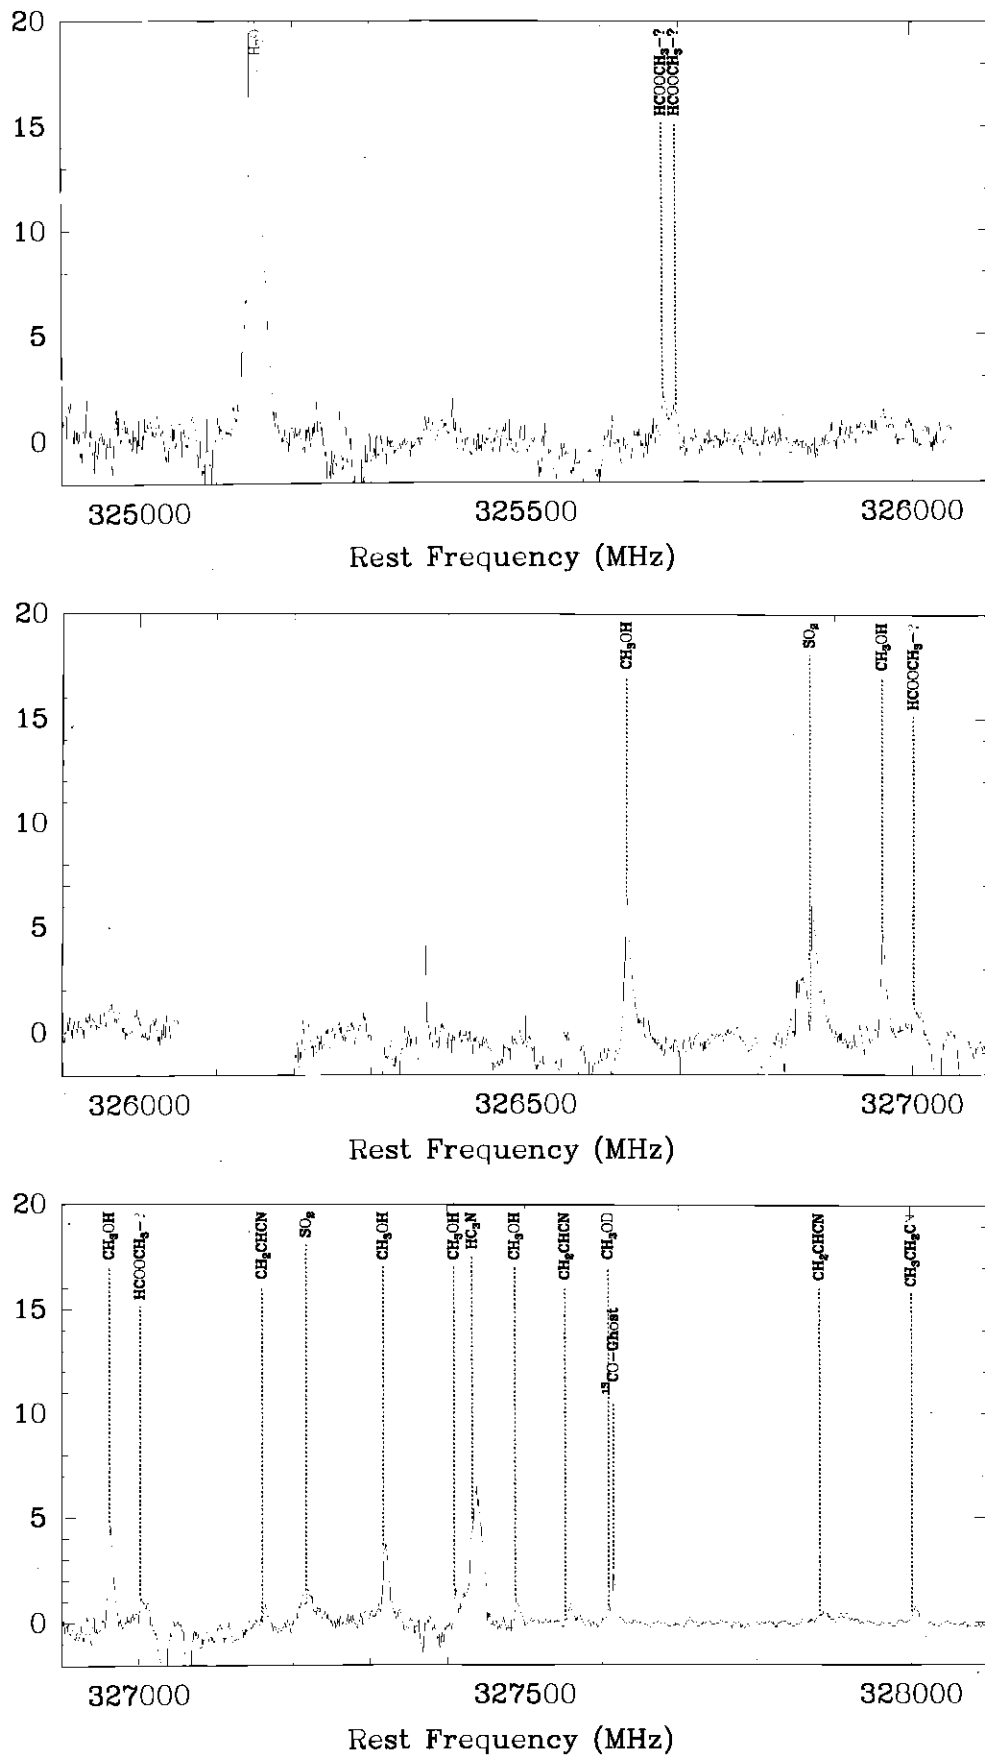 20
15
10
5
0
H₂O
HCOOCH₃-?
HCOOCH₃-?
325000 325500 326000
Rest Frequency (MHz)
20
15
10
5
0
CH₃OH
SO₂
CH₃OH
HCOOCH₃-?
326000 326500 327000
Rest Frequency (MHz)
20
15
10
5
0
CH₃OH
HCOOCH₃-?
CH₂CHCN
SO₂
CH₃OH
CH₃OH
HC₃N
CH₃OH
CH₂CHCN
CH₃OD
¹³CO-Ghost
CH₂CHCN
CH₃CH₂CN
327000 327500 328000
Rest Frequency (MHz)